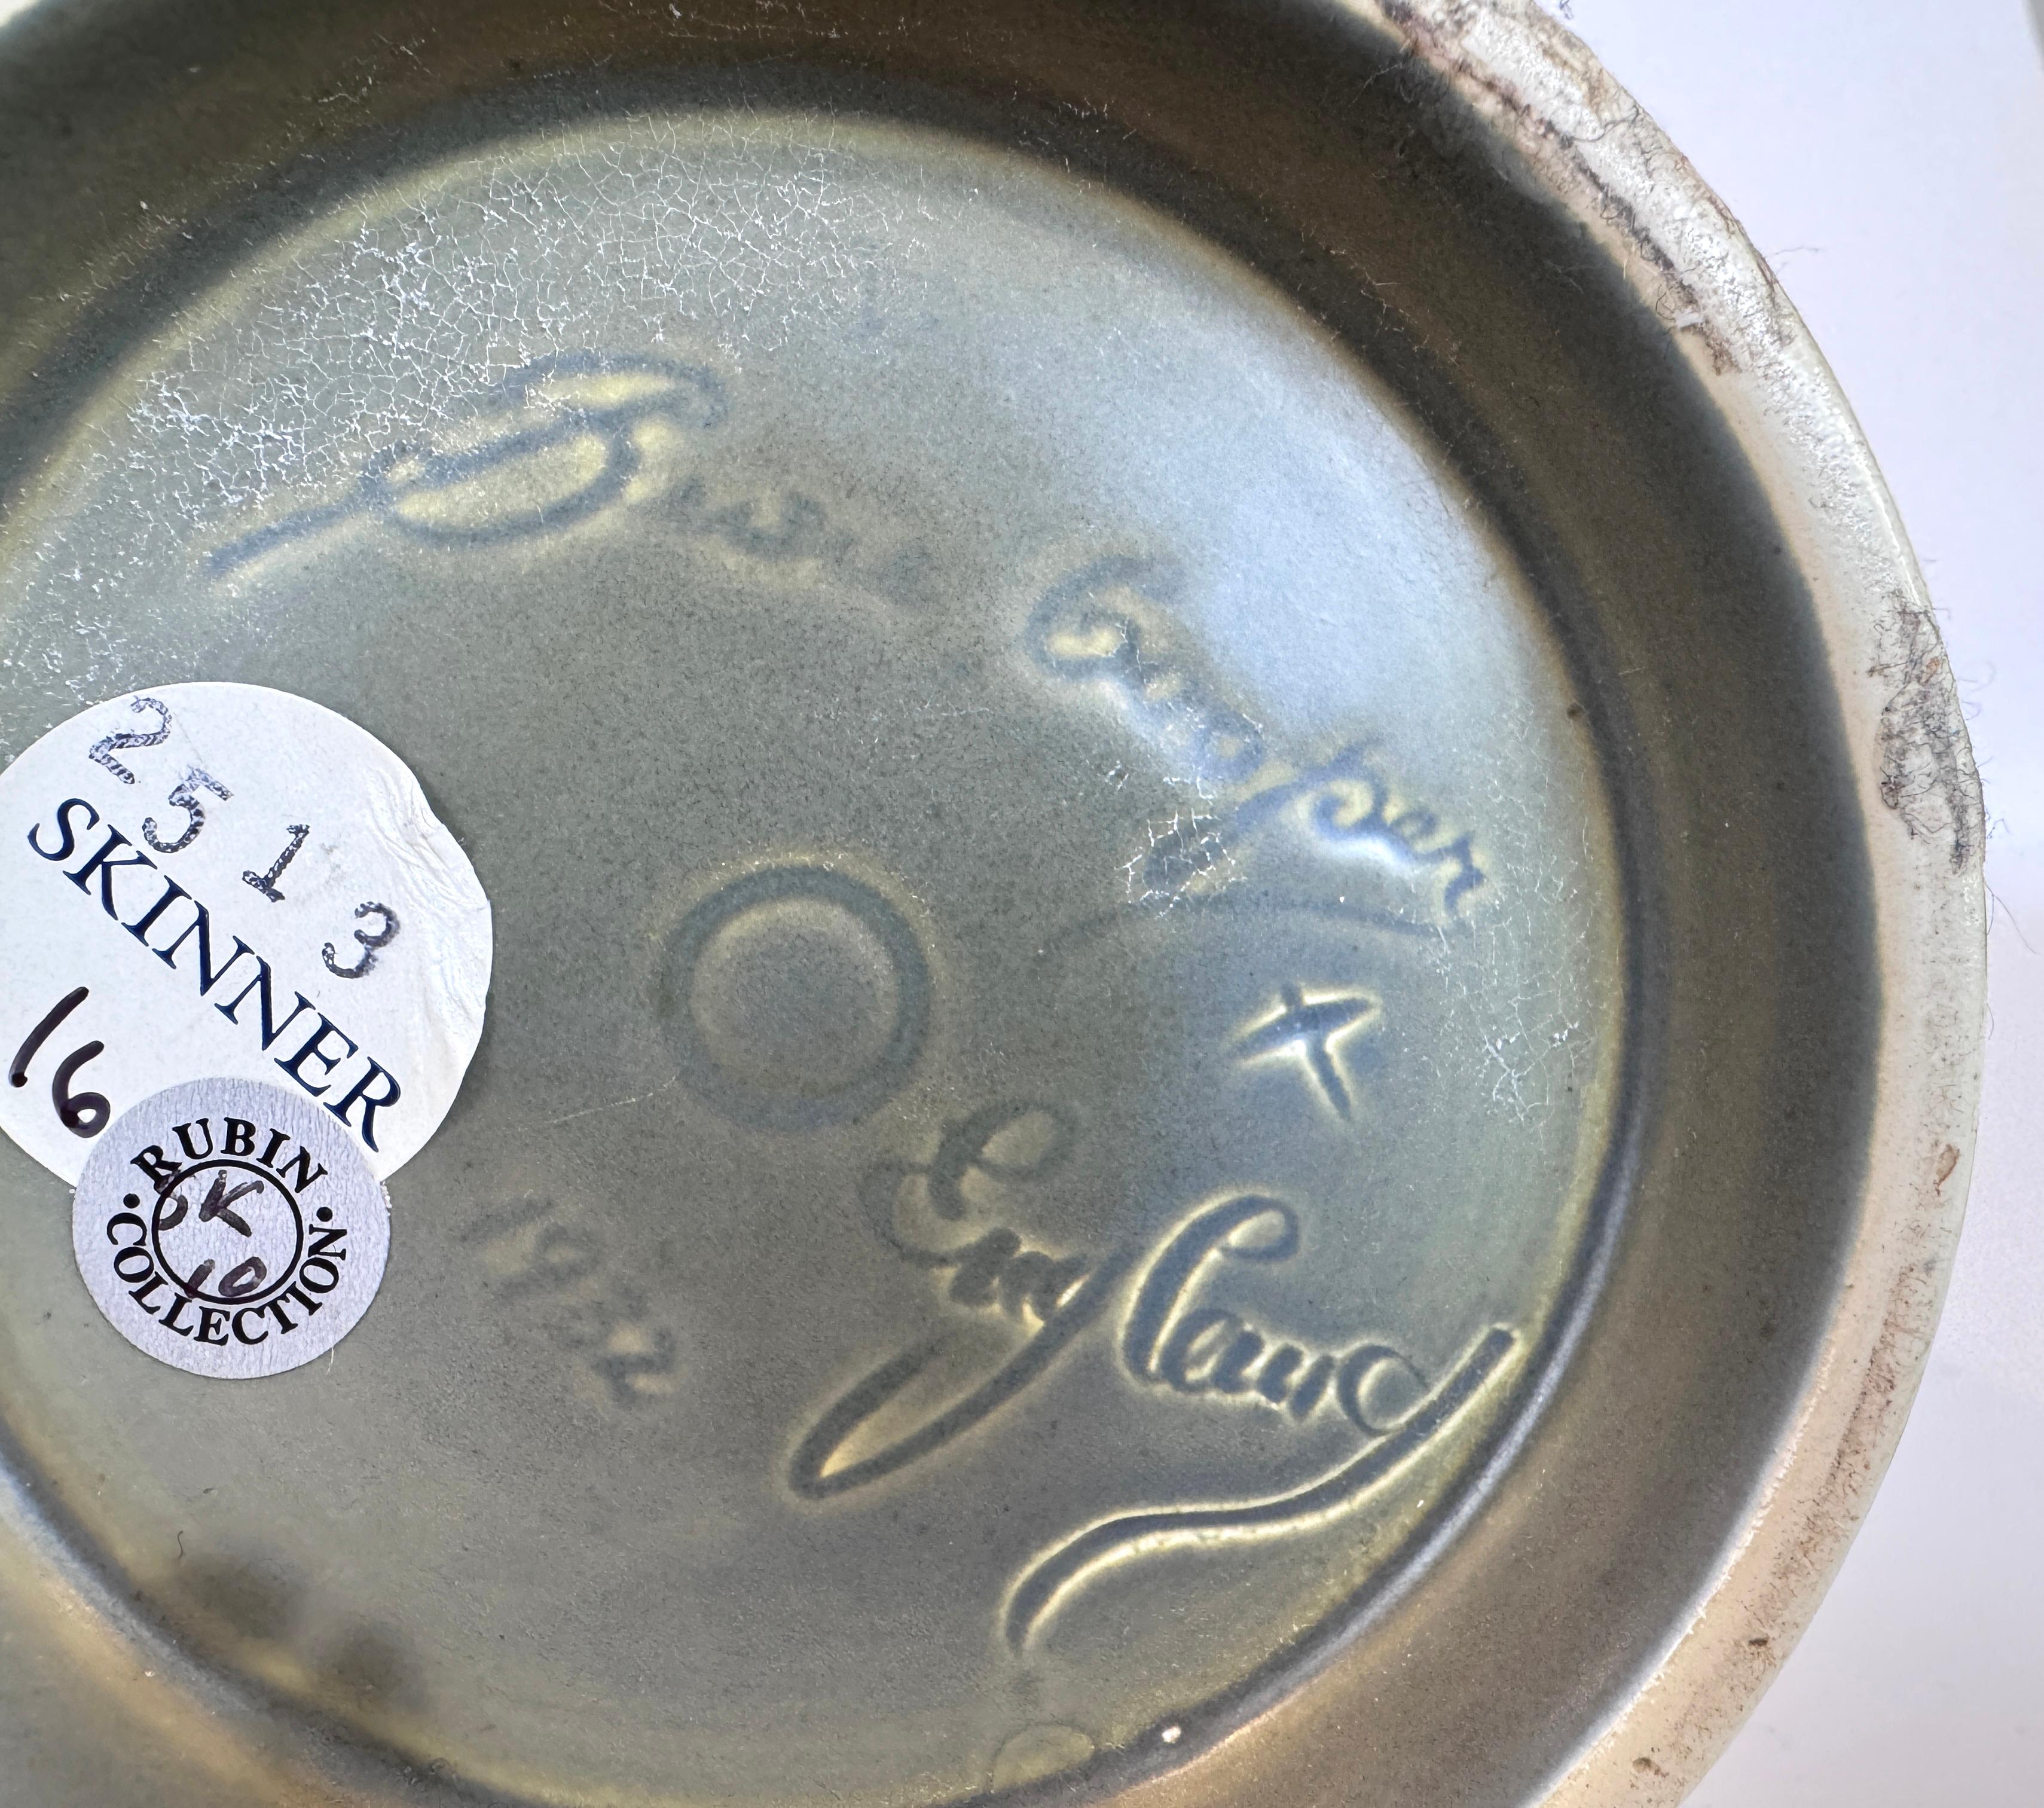 Susie Cooper
England
2513
SKINNER
16
RUBIN
COLLECTION